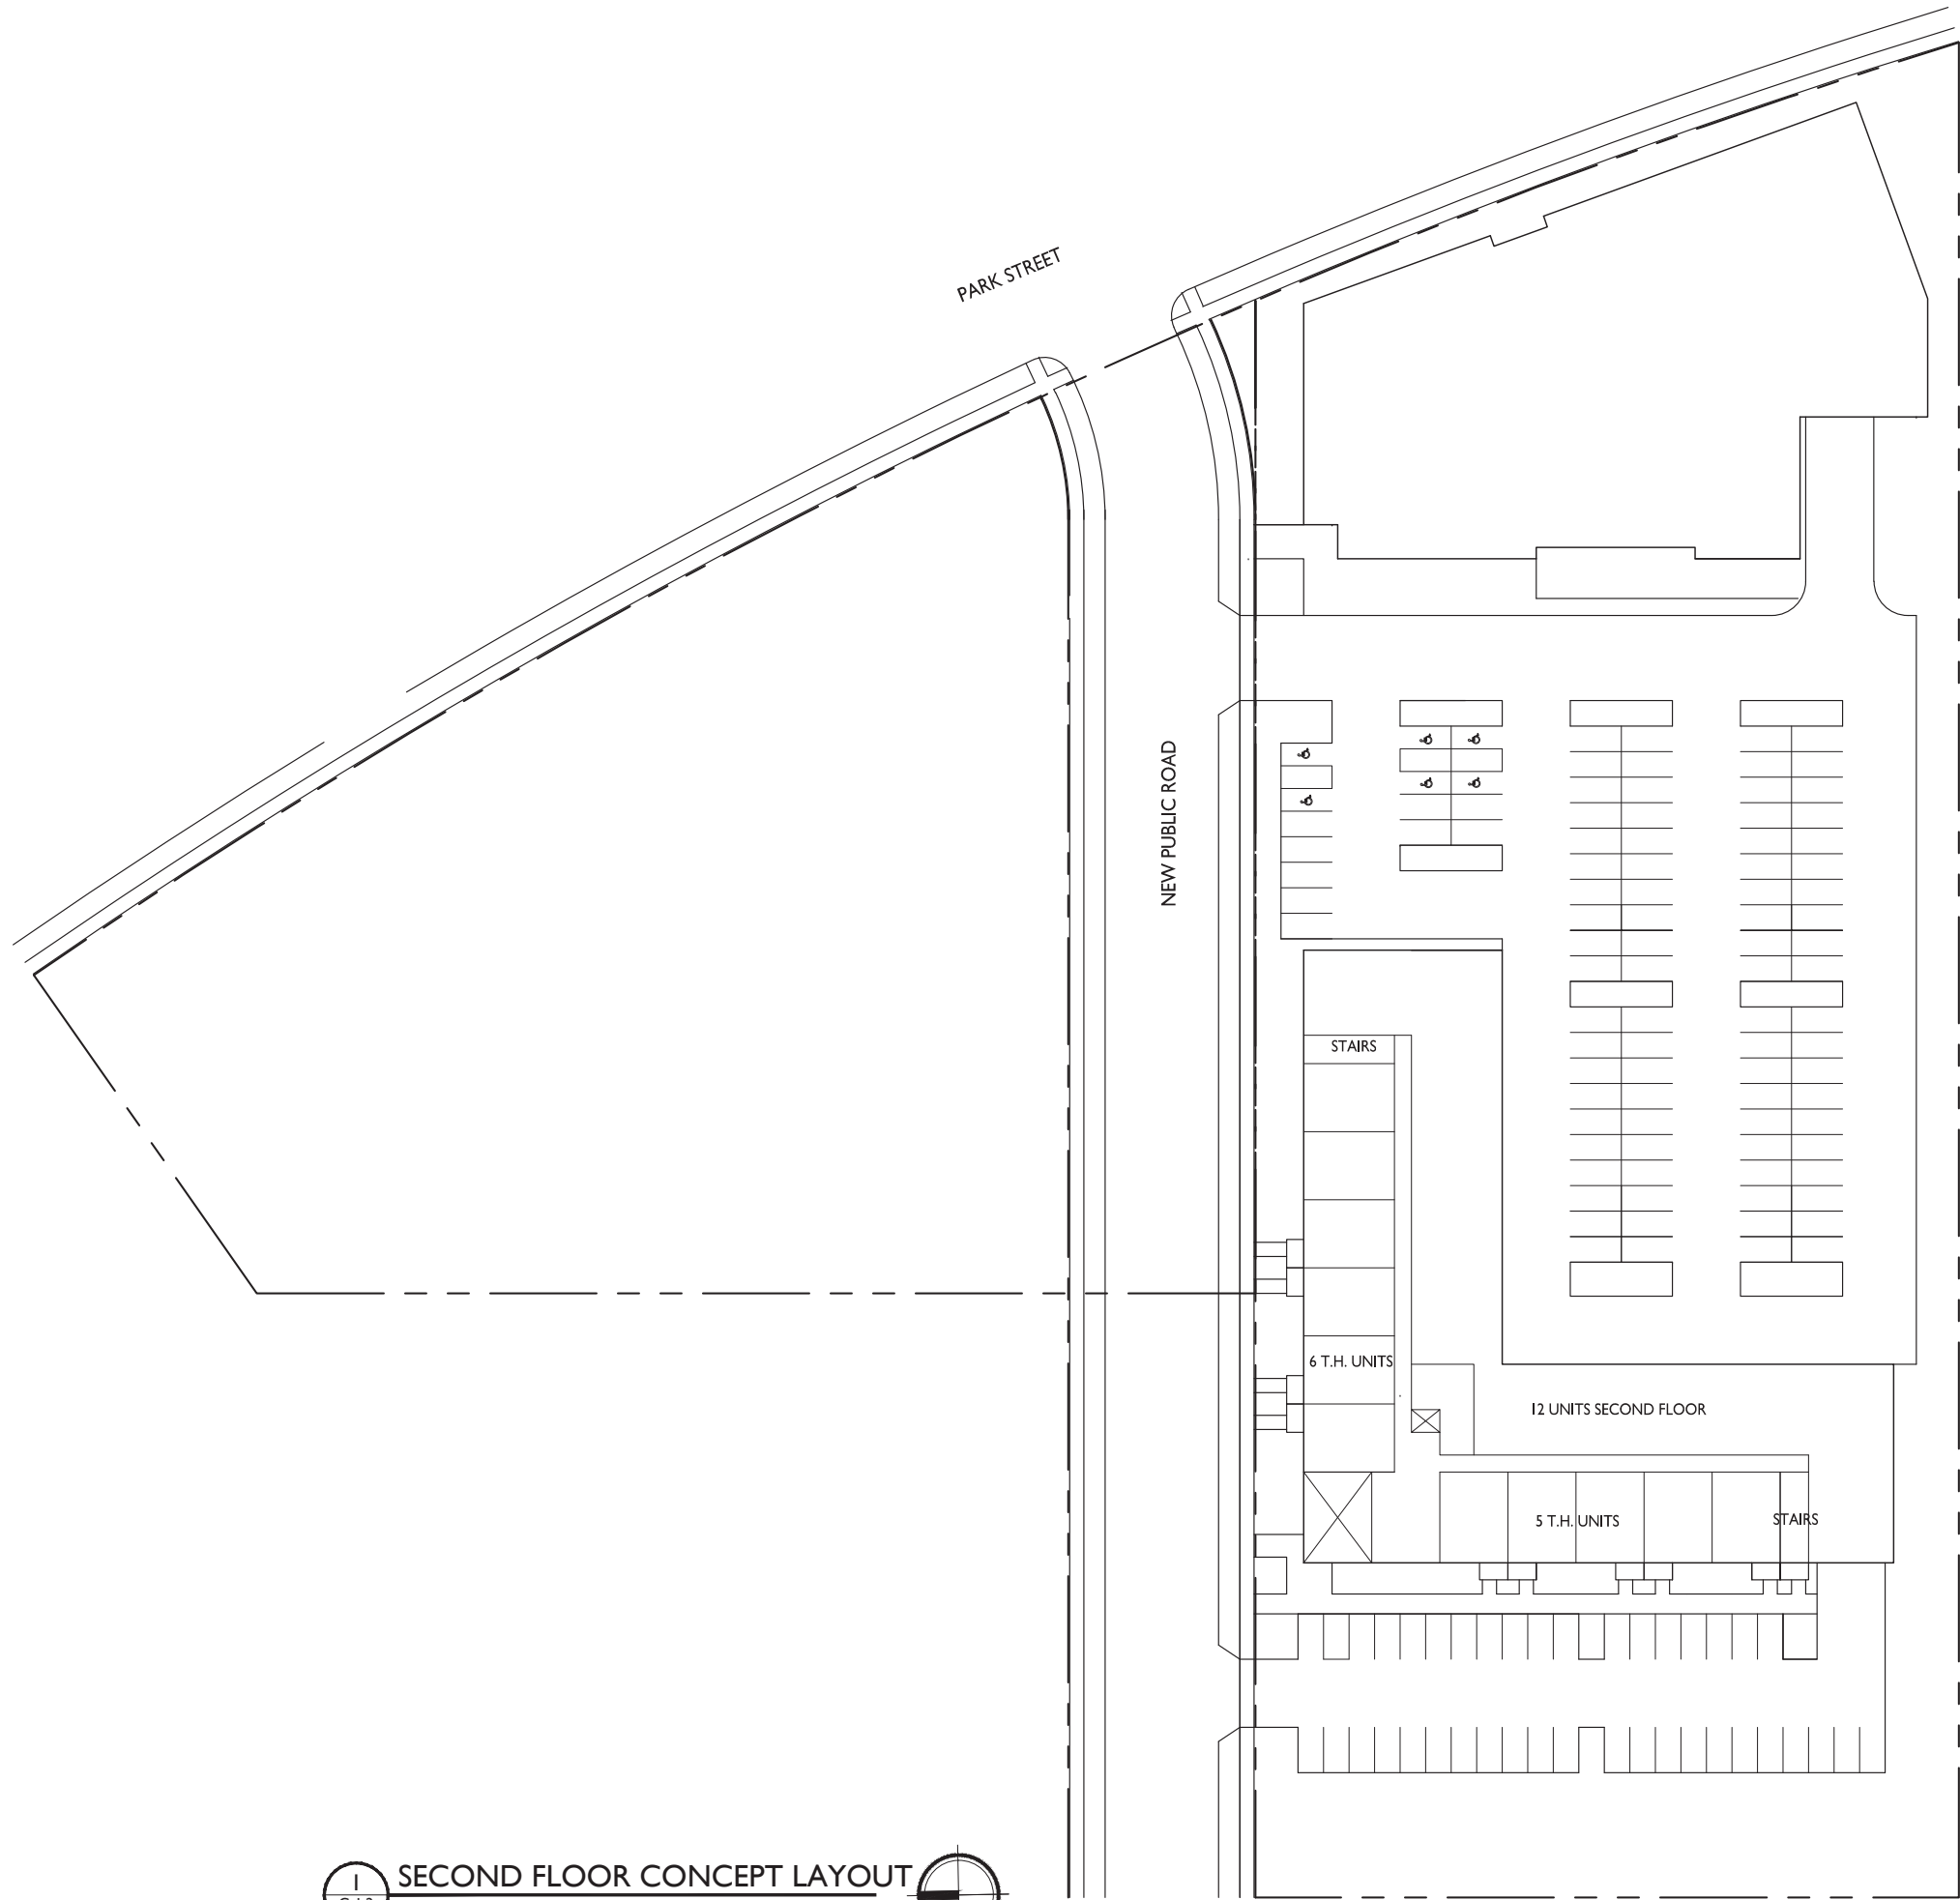 PARK STREET
NEW PUBLIC ROAD
STAIRS
6 T.H. UNITS
12 UNITS SECOND FLOOR
5 T.H. UNITS
STAIRS
1
SECOND FLOOR CONCEPT LAYOUT